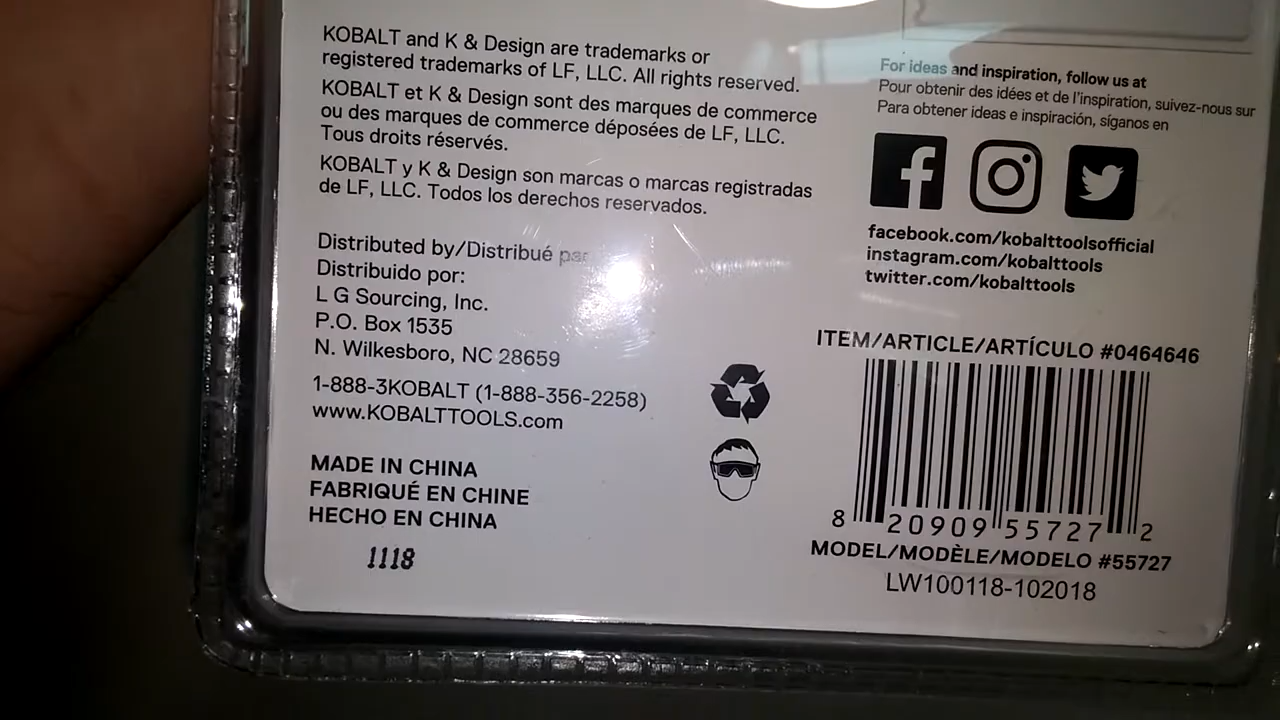 KOBALT and K & Design are trademarks or
registered trademarks of LF, LLC. All rights reserved.
KOBALT et K & Design sont des marques de commerce
ou des marques de commerce déposées de LF, LLC.
Tous droits réservés.
KOBALT y K & Design son marcas o marcas registradas
de LF, LLC. Todos los derechos reservados.
Distributed by/Distribué par
Distribuido por:
L G Sourcing, Inc.
P.O. Box 1535
N. Wilkesboro, NC 28659
1-888-3KOBALT (1-888-356-2258)
www.KOBALTTOOLS.com
MADE IN CHINA
FABRIQUÉ EN CHINE
HECHO EN CHINA
1118
For ideas and inspiration, follow us at
Pour obtenir des idées et de l'inspiration, suivez-nous sur
Para obtener ideas e inspiración, síganos en
facebook.com/kobalttoolsofficial
instagram.com/kobalttools
twitter.com/kobalttools
ITEM/ARTICLE/ARTÍCULO #0464646
8 20909 55727 2
MODEL/MODÈLE/MODELO #55727
LW100118-102018